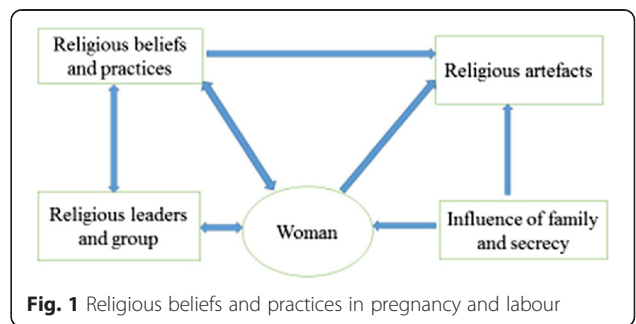 Religious beliefs
and practices
Religious artefacts
Religious leaders
and group
Woman
Influence of family
and secrecy
Fig. 1 Religious beliefs and practices in pregnancy and labour